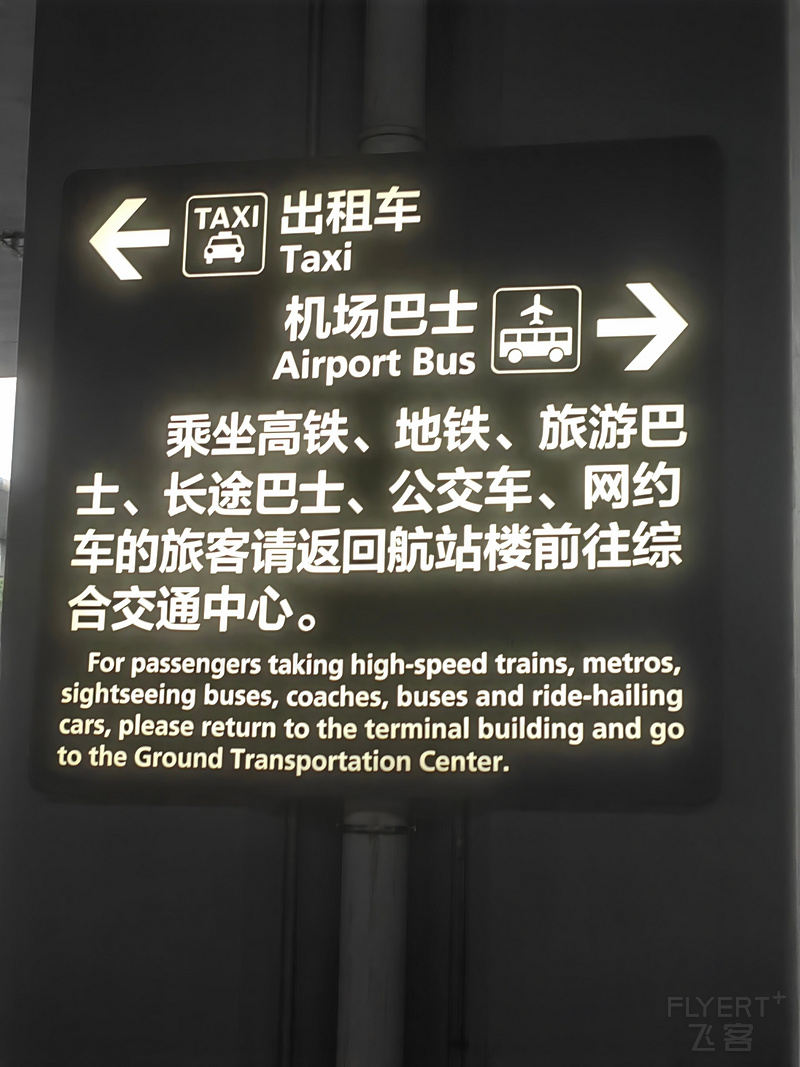 TAXI 出租车
Taxi
机场巴士
Airport Bus
乘坐高铁、地铁、旅游巴
士、长途巴士、公交车、网约
车的旅客请返回航站楼前往综
合交通中心。
For passengers taking high-speed trains, metros,
sightseeing buses, coaches, buses and ride-hailing
cars, please return to the terminal building and go
to the Ground Transportation Center.
FLYERT+
飞客